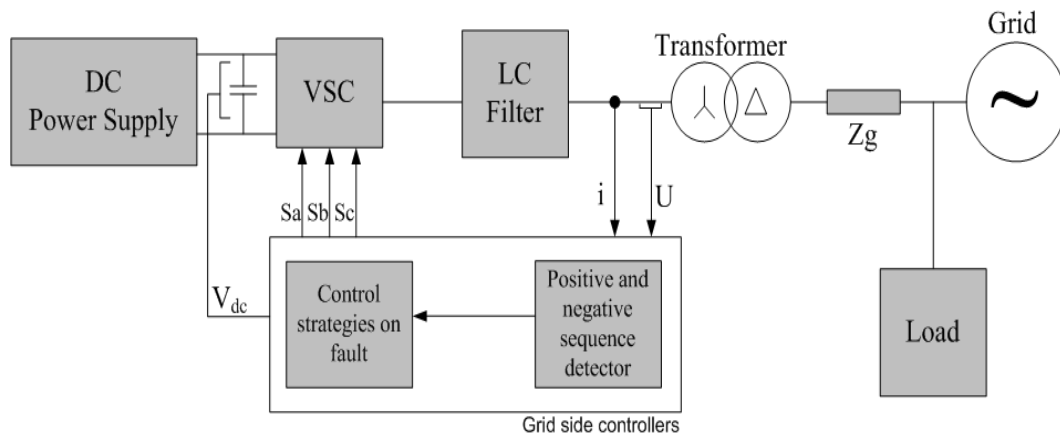 DC
Power Supply
VSC
LC
Filter
Transformer
Grid
~
Zg
Sa Sb Sc
i
U
Vdc
Control
strategies on
fault
Positive and
negative
sequence
detector
Load
Grid side controllers